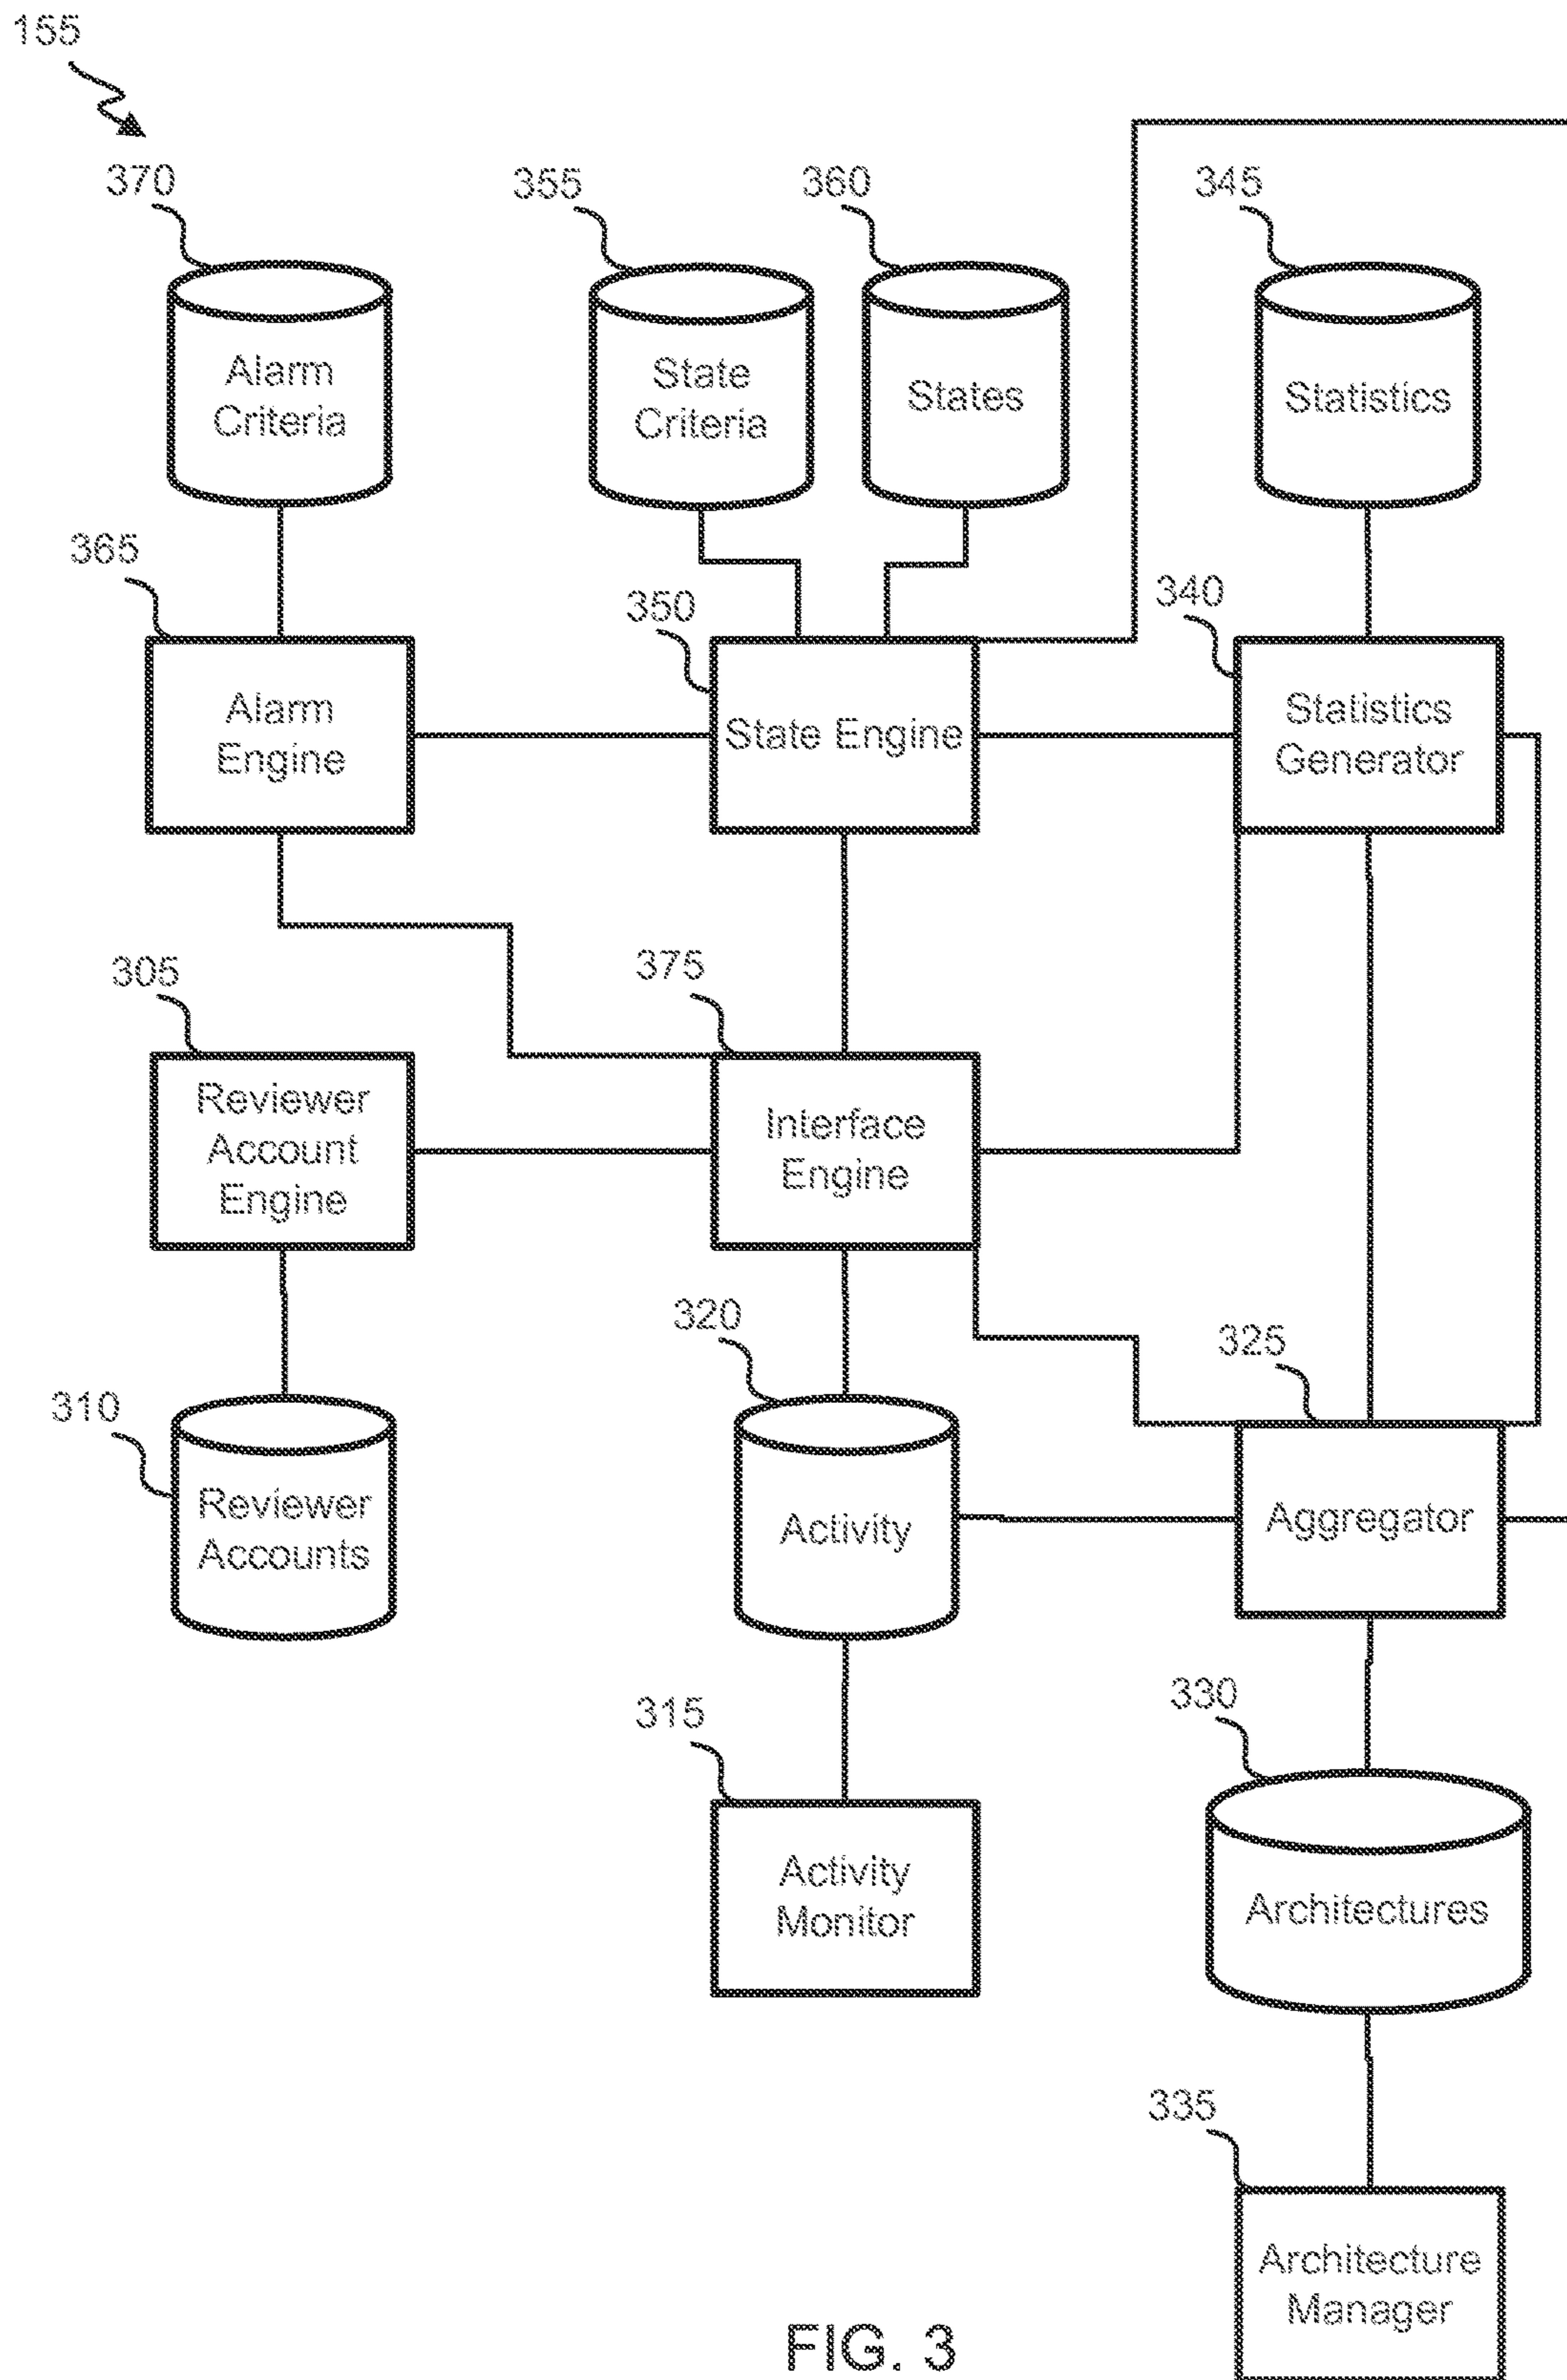 155
370
355
360
345
Alarm
Criteria
State
Criteria
States
Statistics
365
350
340
Alarm
Engine
State Engine
Statistics
Generator
305
375
Reviewer
Account
Engine
Interface
Engine
320
325
310
Reviewer
Accounts
Activity
Aggregator
315
330
Activity
Monitor
Architectures
335
Architecture
Manager
FIG. 3